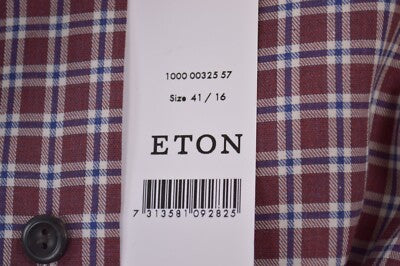 1000 00325 57
Size 41 / 16
ETON
7 313581 092825